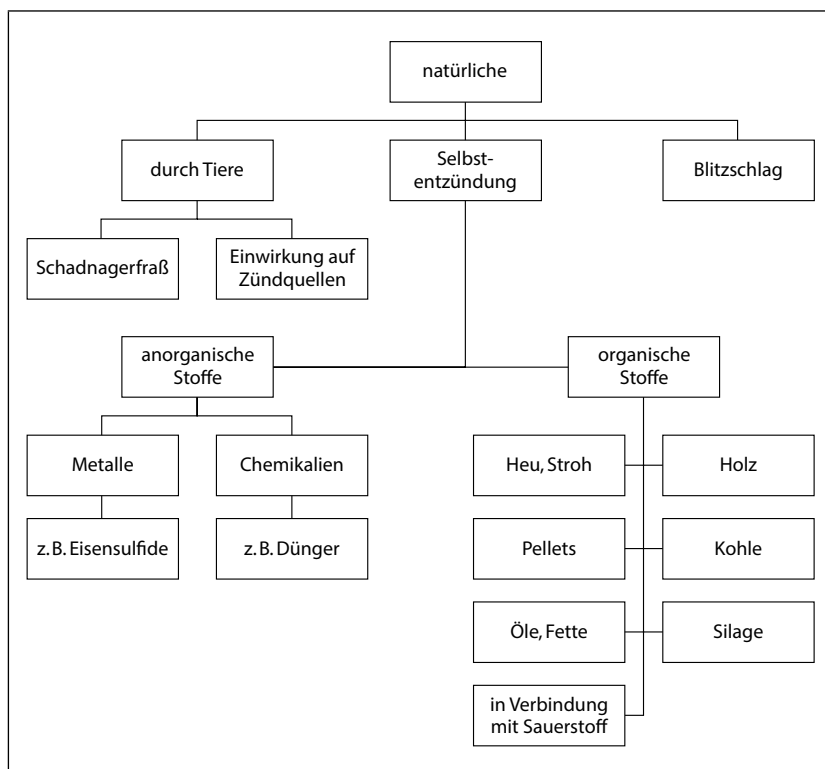 natürliche
durch Tiere
Selbst-
entzündung
Blitzschlag
Schadnagerfraß
Einwirkung auf
Zündquellen
anorganische
Stoffe
organische
Stoffe
Metalle
Chemikalien
Heu, Stroh
Holz
z. B. Eisensulfide
z. B. Dünger
Pellets
Kohle
Öle, Fette
Silage
in Verbindung
mit Sauerstoff